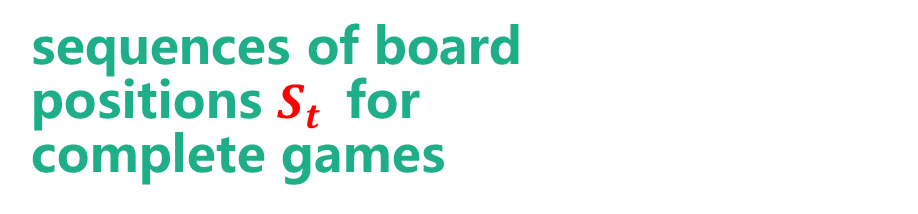 sequences of board
positions S_t for
complete games